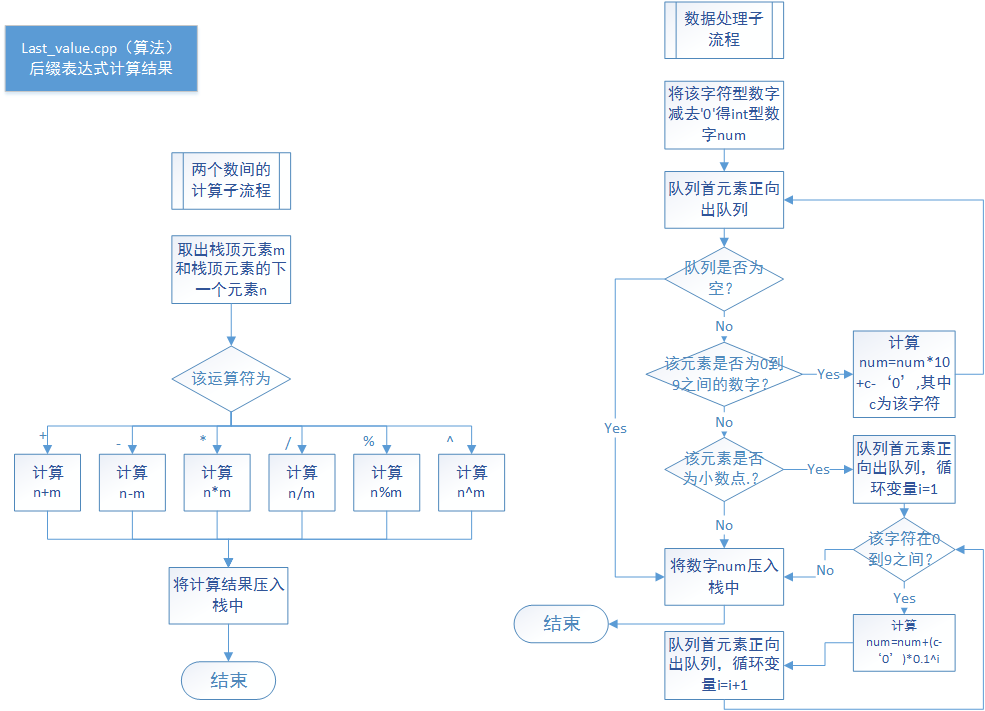 Last_value.cpp（算法）
后缀表达式计算结果
两个数间的
计算子流程
取出栈顶元素m
和栈顶元素的下
一个元素n
该运算符为
+
-
*
/
%
^
计算
n+m
计算
n-m
计算
n*m
计算
n/m
计算
n%m
计算
n^m
将计算结果压入
栈中
结束
数据处理子
流程
将该字符型数字
减去'0'得int型数
字num
队列首元素正向
出队列
队列是否为
空？
No
Yes
该元素是否为0到
9之间的数字？
Yes
计算
num=num*10
+c-‘0’,其中
c为该字符
No
该元素是否
为小数点.？
Yes
队列首元素正
向出队列，循
环变量i=1
No
该字符在0
到9之间？
No
Yes
将数字num压入
栈中
结束
计算
num=num+(c-
‘0’)*0.1^i
队列首元素正向
出队列，循环变
量i=i+1